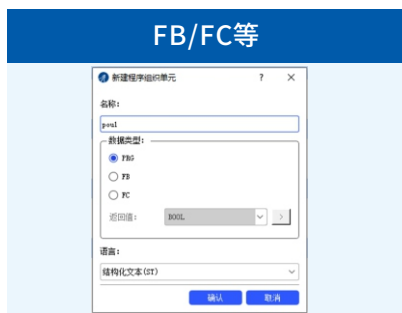 FB/FC等
新建程序组织单元 ? ×
名称：
pou1
数据类型：
FBG
FB
FC
返回值： BOOL >
语言：
结构化文本(ST)
确认 取消